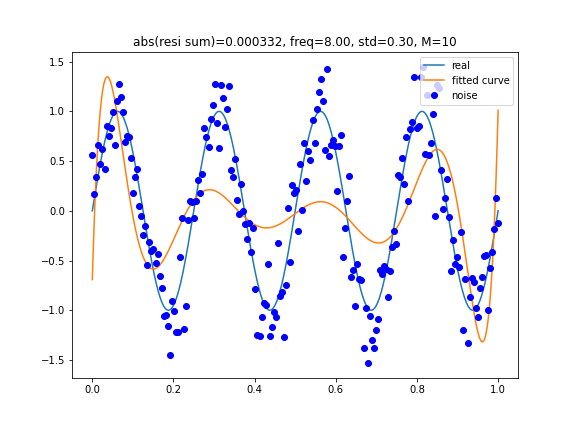 abs(resi sum)=0.000332, freq=8.00, std=0.30, M=10
real
fitted curve
noise
1.5
1.0
0.5
0.0
−0.5
−1.0
−1.5
0.0 0.2 0.4 0.6 0.8 1.0